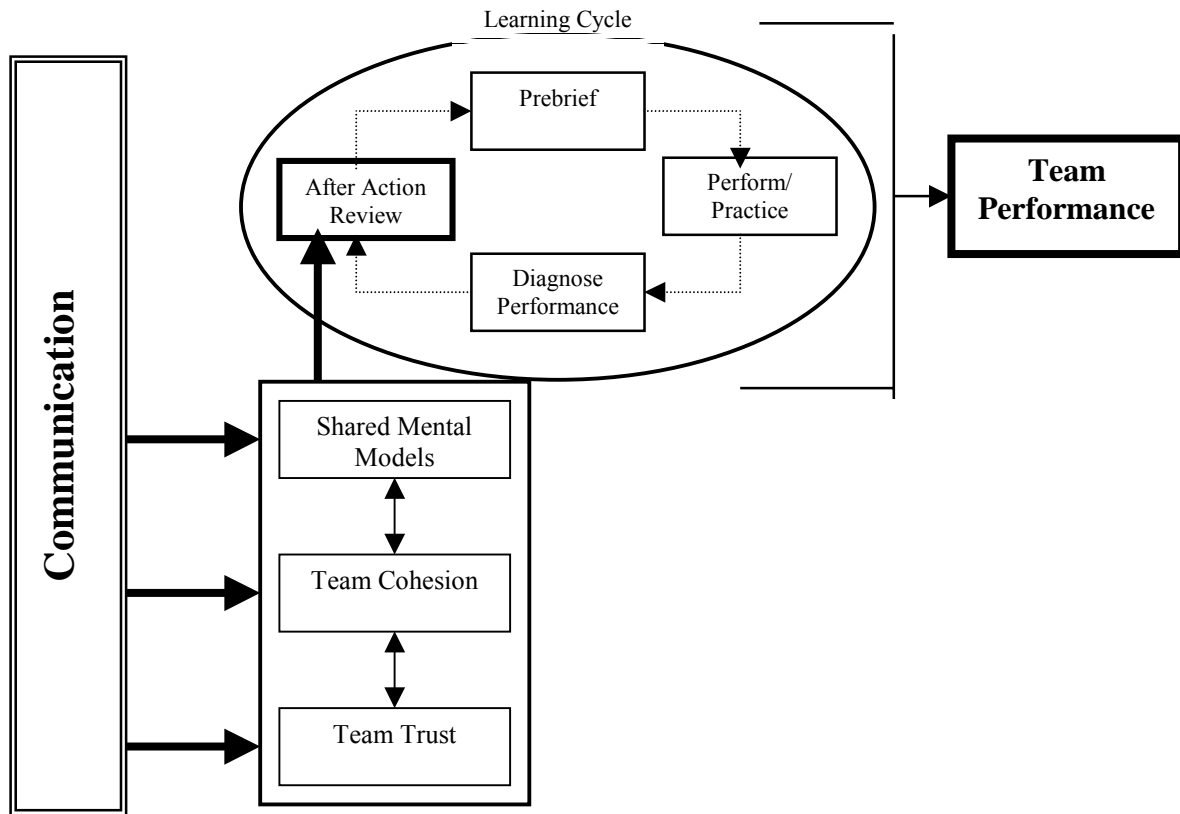 Learning Cycle
Prebrief
After Action
Review
Perform/
Practice
Diagnose
Performance
Team
Performance
Communication
Shared Mental
Models
Team Cohesion
Team Trust